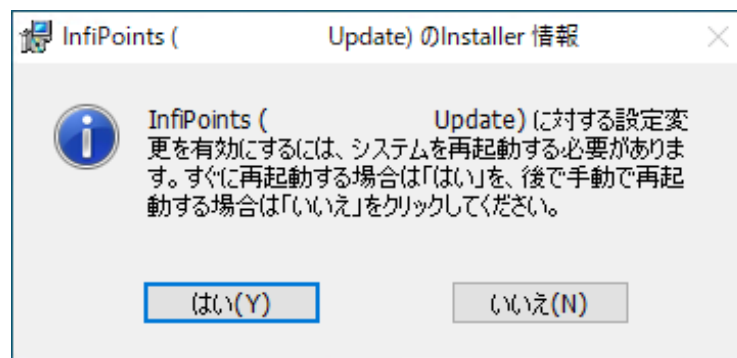 InfiPoints ( Update) のInstaller 情報
InfiPoints ( Update) に対する設定変
更を有効にするには、システムを再起動する必要がありま
す。すぐに再起動する場合は「はい」を、後で手動で再起
動する場合は「いいえ」をクリックしてください。
はい(Y)
いいえ(N)